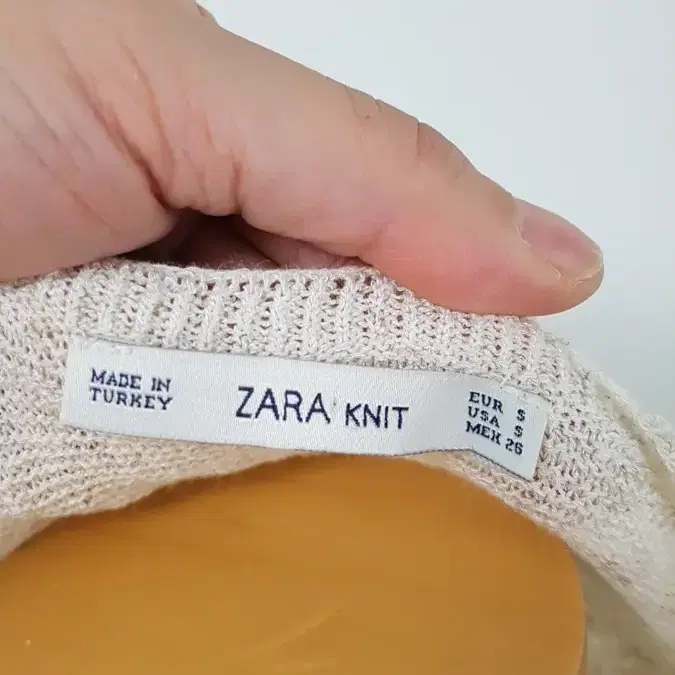 MADE IN
TURKEY
ZARA KNIT
EUR S
USA S
MEX 26